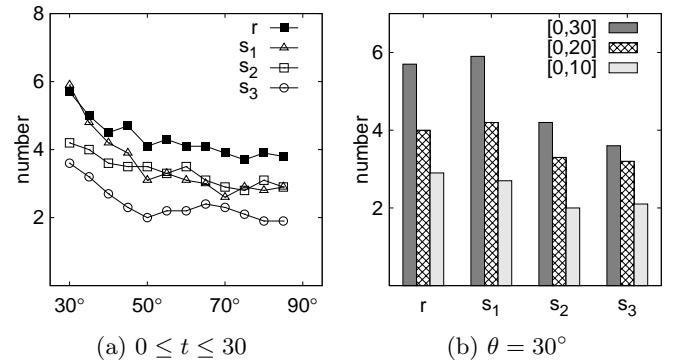 8
6
4
2
number
r
s1
s2
s3
30° 50° 70° 90°
(a) 0 ≤ t ≤ 30
6
4
2
number
[0,30]
[0,20]
[0,10]
r s1 s2 s3
(b) θ = 30°